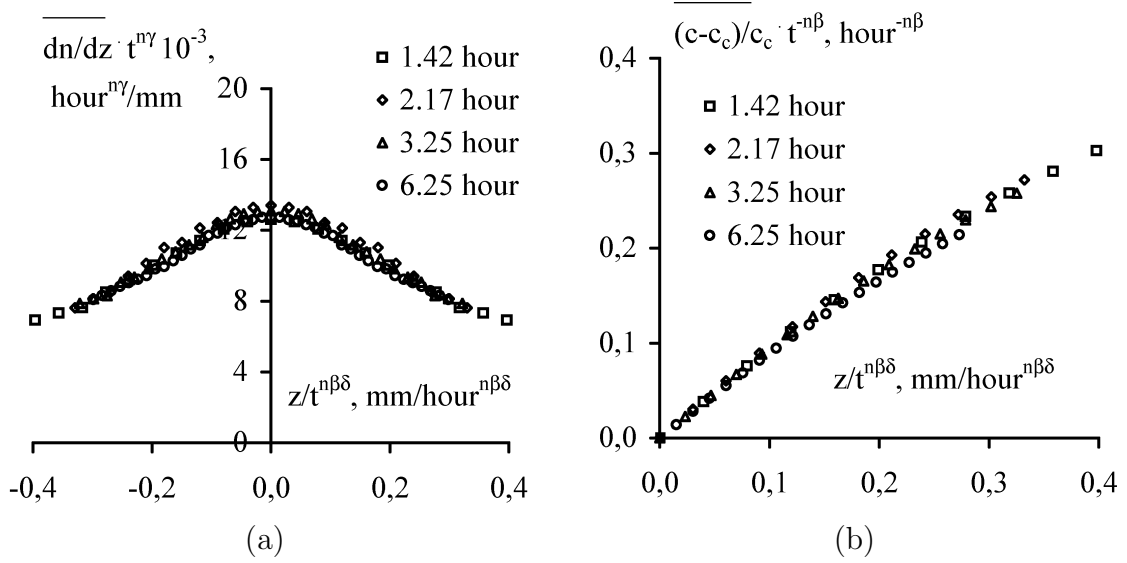 dn/dz · t^nγ 10^-3,
hour^nγ/mm
20
16
12
8
4
0
1.42 hour
2.17 hour
3.25 hour
6.25 hour
z/t^nβδ, mm/hour^nβδ
-0,4 -0,2 0,0 0,2 0,4
(a)
(c-c_c)/c_c · t^-nβ, hour^-nβ
0,4
0,3
0,2
0,1
0,0
1.42 hour
2.17 hour
3.25 hour
6.25 hour
z/t^nβδ, mm/hour^nβδ
0,0 0,1 0,2 0,3 0,4
(b)